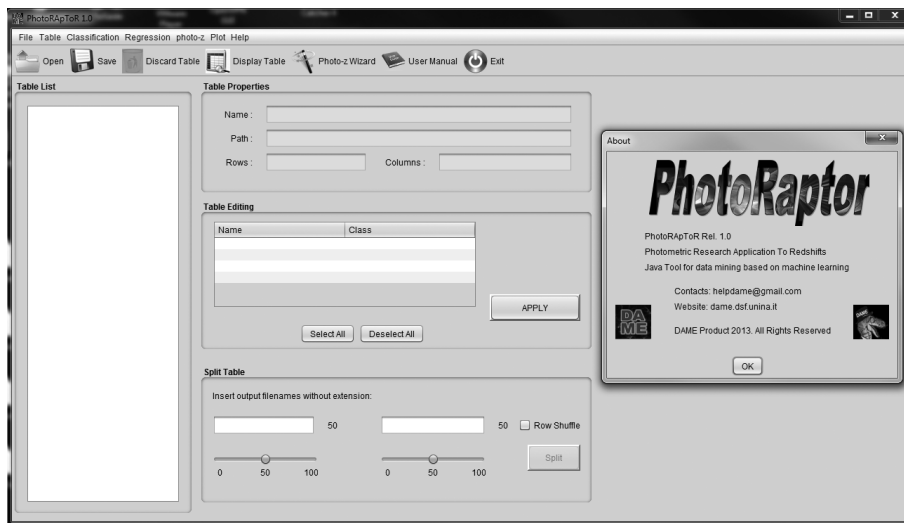 PhotoRApToR 1.0
File Table Classification Regression photo-z Plot Help
Open Save Discard Table Display Table Photo-z Wizard User Manual Exit
Table List
Table Properties
Name :
Path :
Rows : Columns :
Table Editing
Name Class
APPLY
Select All Deselect All
Split Table
Insert output filenames without extension:
50 50 Row Shuffle
0 50 100 0 50 100
Split
About
PhotoRaptor
PhotoRApToR Rel. 1.0
Photometric Research Application To Redshifts
Java Tool for data mining based on machine learning
Contacts: helpdame@gmail.com
Website: dame.dsf.unina.it
DAME Product 2013. All Rights Reserved
DAME
DAME
OK